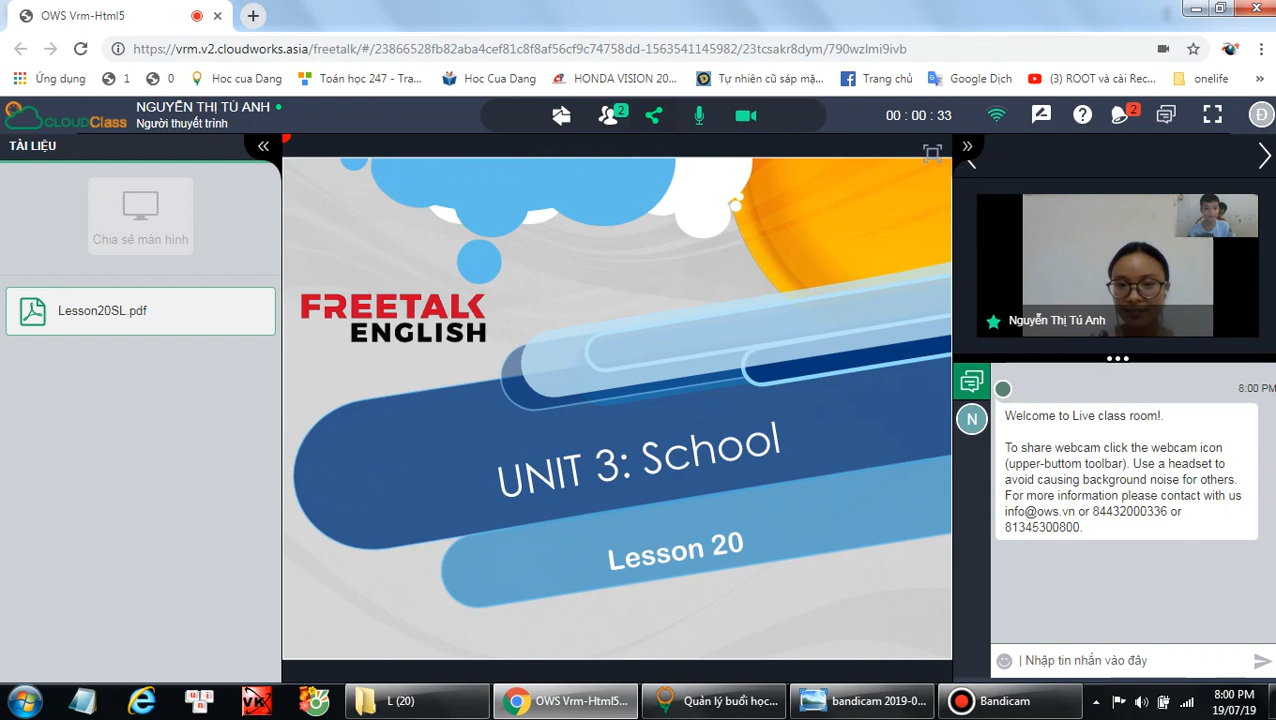 OWS Vrm-Html5
https://vrm.v2.cloudworks.asia/freetalk/#/23866528fb82aba4cef81c8f8af56cf9c74758dd-1563541145982/23tcsakr8dym/790wzlmi9ivb
Ứng dụng
1
0
Hoc cua Dang
Toán học 247 - Tra...
Học Cua Dang
HONDA VISION 20...
Tự nhiên cũ sáp mặ...
Trang chủ
Google Dịch
(3) ROOT và cài Rec...
onelife
»
CLOUDClass
NGUYỄN THỊ TÚ ANH
Người thuyết trình
2
00 : 00 : 33
2
Đ
TÀI LIỆU
Chia sẻ màn hình
Lesson20SL.pdf
FREETALK
ENGLISH
UNIT 3: School
Lesson 20
Nguyễn Thị Tú Anh
8:00 PM
N
Welcome to Live class room!.
To share webcam click the webcam icon
(upper-buttom toolbar). Use a headset to
avoid causing background noise for others.
For more information please contact with us
info@ows.vn or 84432000336 or
81345300800.
Nhập tin nhắn vào đây
L (20)
OWS Vrm-Html5...
Quản lý buổi học...
bandicam 2019-0...
Bandicam
8:00 PM
19/07/19